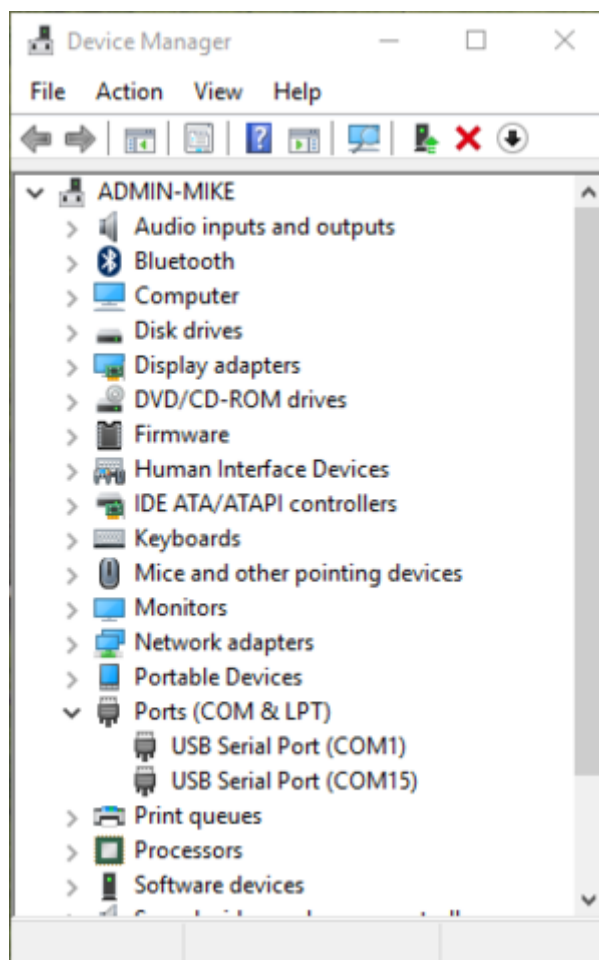 Device Manager
File Action View Help
ADMIN-MIKE
Audio inputs and outputs
Bluetooth
Computer
Disk drives
Display adapters
DVD/CD-ROM drives
Firmware
Human Interface Devices
IDE ATA/ATAPI controllers
Keyboards
Mice and other pointing devices
Monitors
Network adapters
Portable Devices
Ports (COM & LPT)
USB Serial Port (COM1)
USB Serial Port (COM15)
Print queues
Processors
Software devices